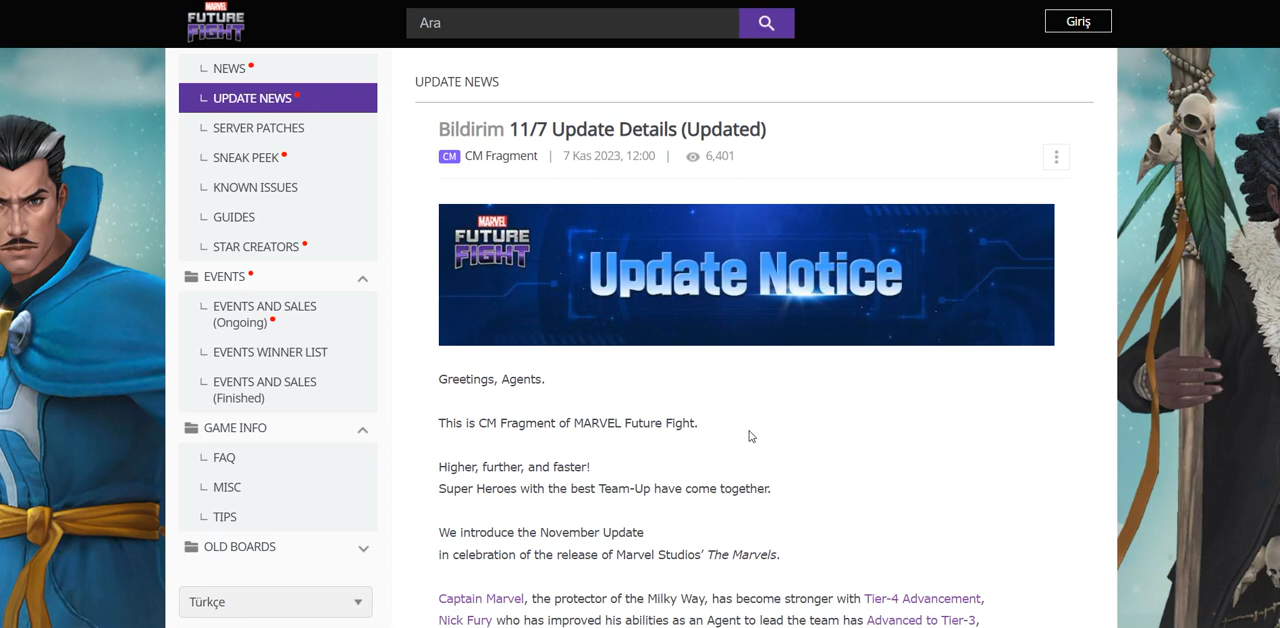 MARVEL
FUTURE
FIGHT
Ara
Giriş
NEWS
UPDATE NEWS
SERVER PATCHES
SNEAK PEEK
KNOWN ISSUES
GUIDES
STAR CREATORS
EVENTS
EVENTS AND SALES
(Ongoing)
EVENTS WINNER LIST
EVENTS AND SALES
(Finished)
GAME INFO
FAQ
MISC
TIPS
OLD BOARDS
Türkçe
UPDATE NEWS
Bildirim 11/7 Update Details (Updated)
CM CM Fragment | 7 Kas 2023, 12:00 | 6,401
MARVEL
FUTURE
FIGHT
Update Notice
Greetings, Agents.
This is CM Fragment of MARVEL Future Fight.
Higher, further, and faster!
Super Heroes with the best Team-Up have come together.
We introduce the November Update
in celebration of the release of Marvel Studios’ The Marvels.
Captain Marvel, the protector of the Milky Way, has become stronger with Tier-4 Advancement,
Nick Fury who has improved his abilities as an Agent to lead the team has Advanced to Tier-3,